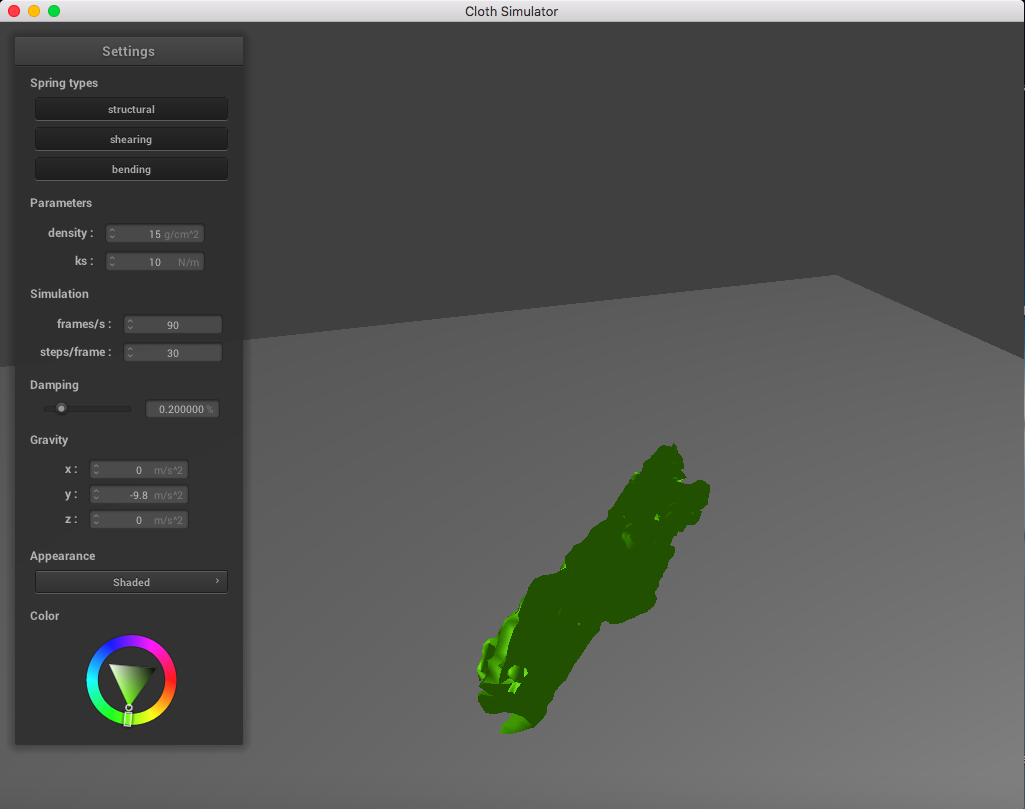 Cloth Simulator
Settings
Spring types
structural
shearing
bending
Parameters
density : 15 g/cm^2
ks : 10 N/m
Simulation
frames/s : 90
steps/frame : 30
Damping
0.200000 %
Gravity
x : 0 m/s^2
y : -9.8 m/s^2
z : 0 m/s^2
Appearance
Shaded
Color